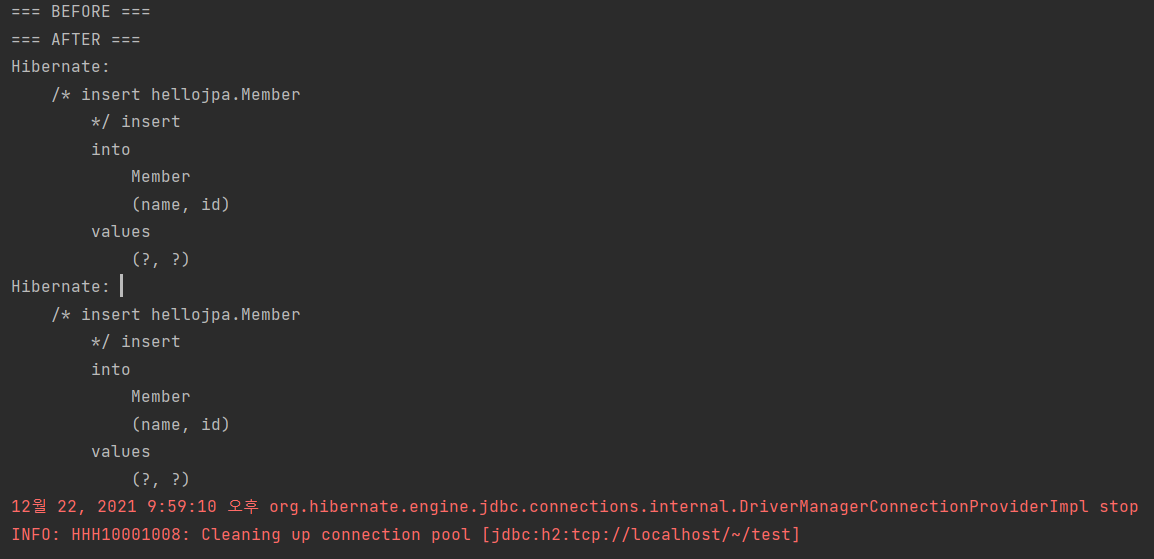 === BEFORE ===
=== AFTER ===
Hibernate:
    /* insert hellojpa.Member
        */ insert
        into
            Member
            (name, id)
        values
            (?, ?)
Hibernate:
    /* insert hellojpa.Member
        */ insert
        into
            Member
            (name, id)
        values
            (?, ?)
12월 22, 2021 9:59:10 오후 org.hibernate.engine.jdbc.connections.internal.DriverManagerConnectionProviderImpl stop
INFO: HHH10001008: Cleaning up connection pool [jdbc:h2:tcp://localhost/~/test]